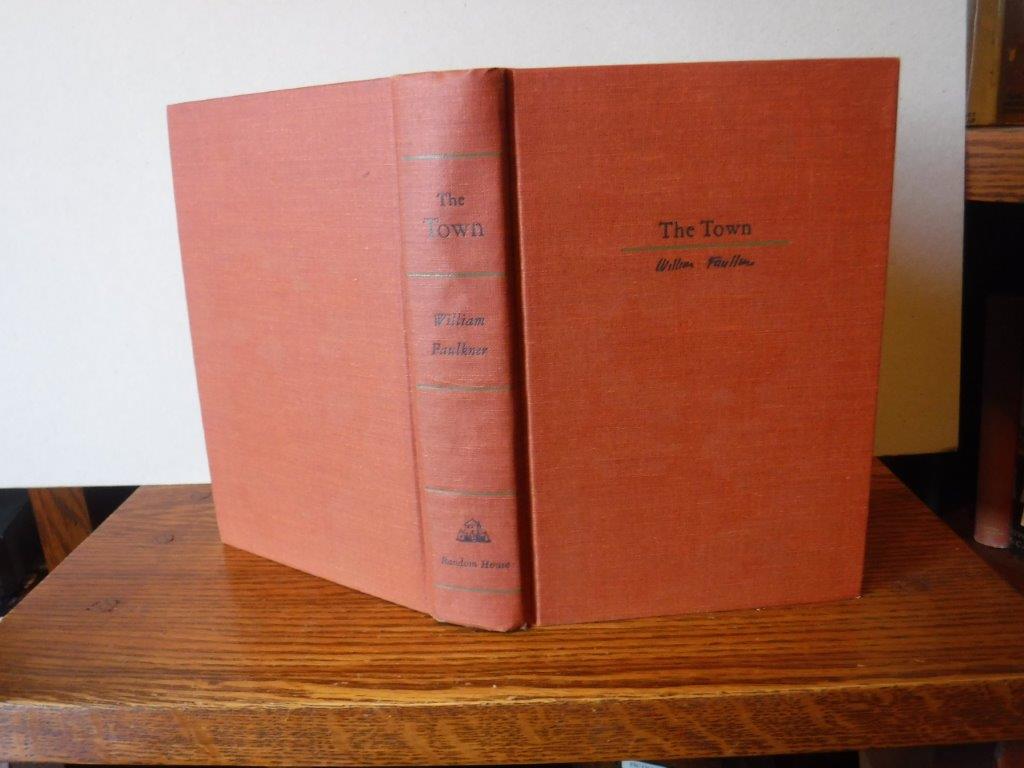 The
Town
William
Faulkner
Random House
The Town
William Faulkner